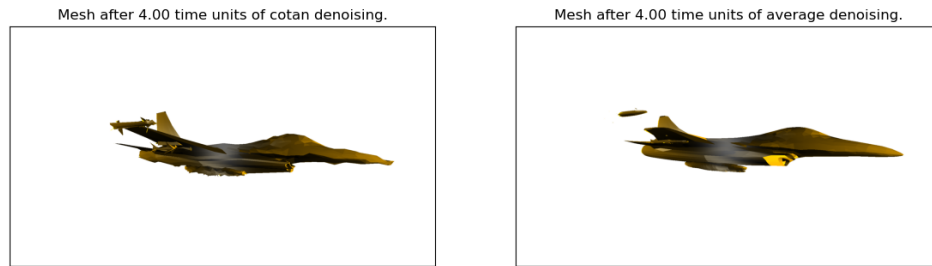 Mesh after 4.00 time units of cotan denoising.
Mesh after 4.00 time units of average denoising.